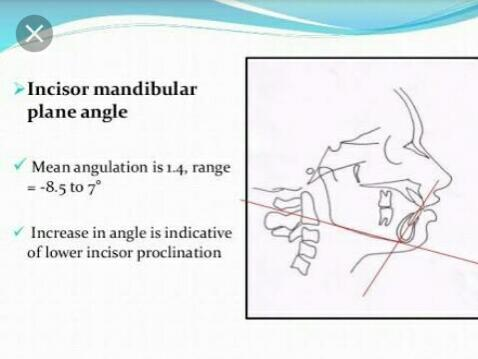 Incisor mandibular
plane angle
Mean angulation is 1.4, range
= -8.5 to 7°
Increase in angle is indicative
of lower incisor proclination